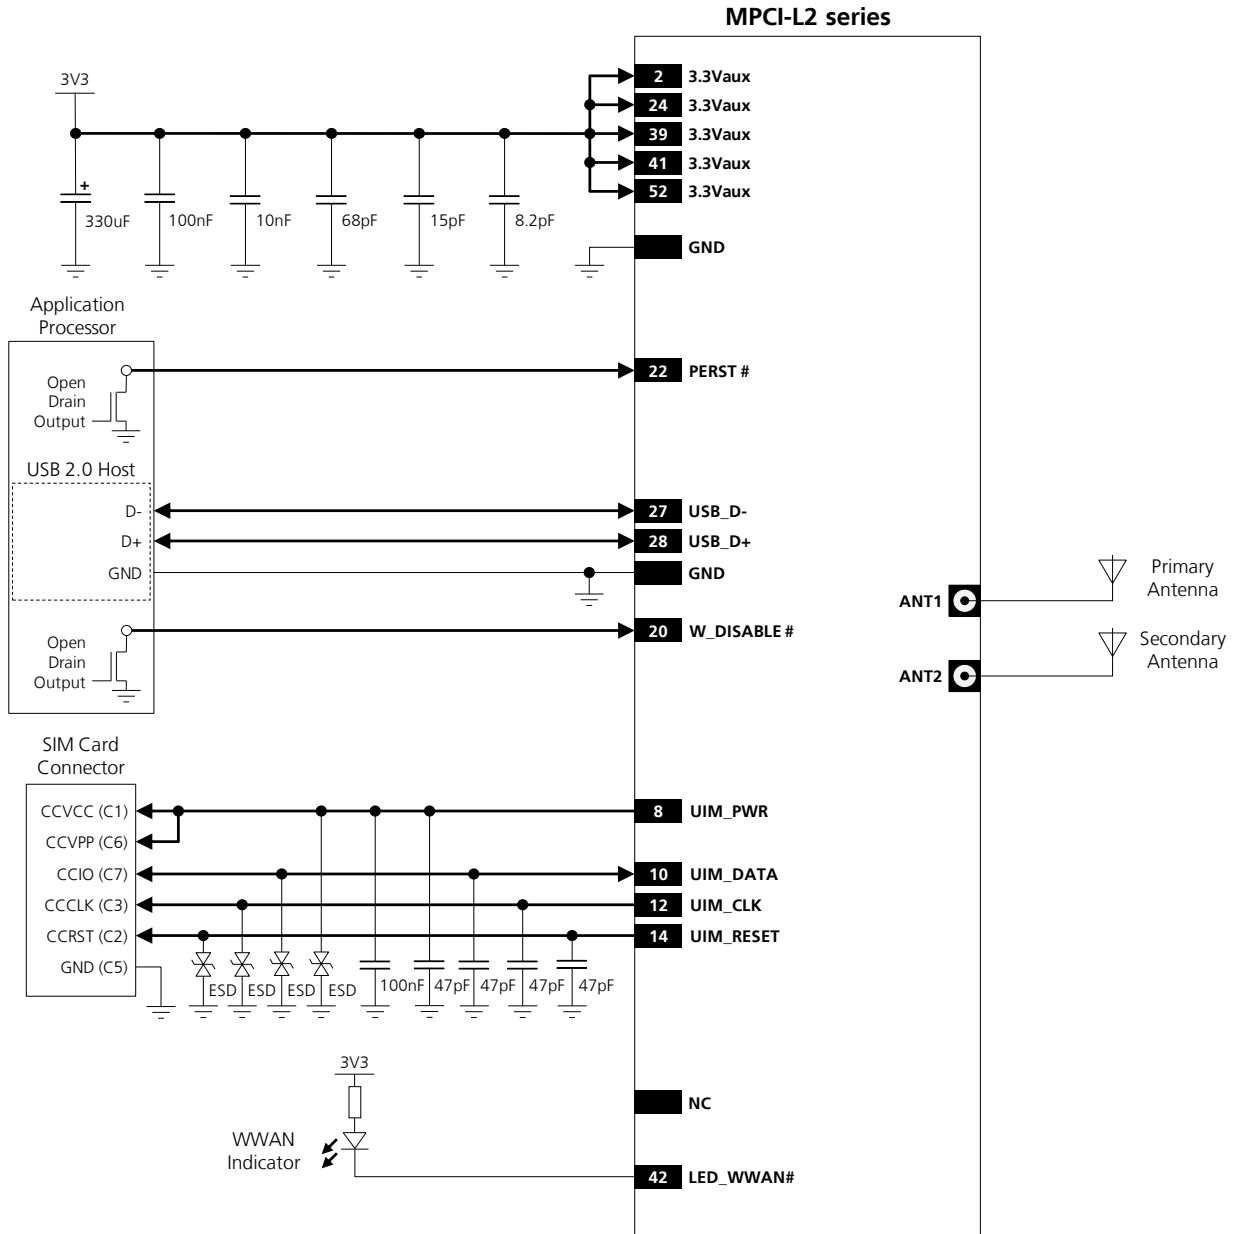 MPCI-L2 series
3V3
2 3.3Vaux
24 3.3Vaux
39 3.3Vaux
41 3.3Vaux
52 3.3Vaux
+
330uF 100nF 10nF 68pF 15pF 8.2pF
GND
Application
Processor
22 PERST #
Open
Drain
Output
USB 2.0 Host
D- 27 USB_D-
D+ 28 USB_D+
GND GND
Primary
Antenna
ANT1
20 W_DISABLE #
Open
Drain
Output
Secondary
Antenna
ANT2
SIM Card
Connector
CCVCC (C1) 8 UIM_PWR
CCVPP (C6)
CCIO (C7) 10 UIM_DATA
CCCLK (C3) 12 UIM_CLK
CCRST (C2) 14 UIM_RESET
GND (C5)
ESD ESD ESD ESD 100nF 47pF 47pF 47pF 47pF
3V3
NC
WWAN
Indicator
42 LED_WWAN#